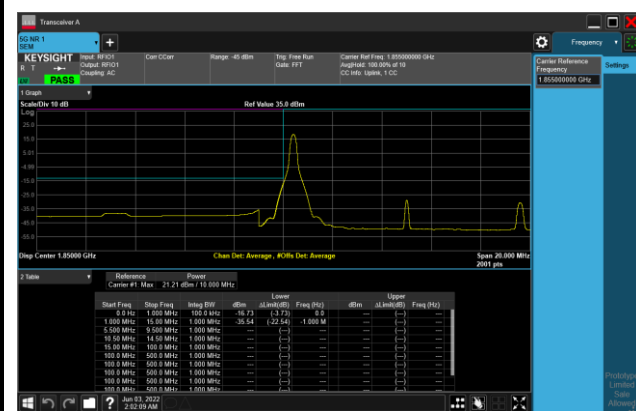 Transceiver A
5G NR 1
SEM
Frequency
KEYSIGHT
R T
PASS
Input: RFIO1
Output: RFIO1
Coupling: AC
Corr CCorr
Range: -45 dBm
Trig: Free Run
Gate: FFT
Carrier Ref Freq: 1.855000000 GHz
Avg|Hold: 100.00% of 10
CC Info: Uplink, 1 CC
Carrier Reference
Frequency
1.855000000 GHz
Settings
1 Graph
Scale/Div 10 dB
Ref Value 35.0 dBm
Log
25.0
15.0
5.01
-4.99
-15.0
-25.0
-35.0
-45.0
-55.0
Disp Center 1.85000 GHz
Chan Det: Average , #Offs Det: Average
Span 20.000 MHz
2001 pts
2 Table
Reference Power
Carrier #1 Max 21.21 dBm / 10.000 MHz
Lower Upper
Start Freq Stop Freq Integ BW dBm ΔLimit(dB) Freq (Hz) dBm ΔLimit(dB) Freq (Hz)
0.0 Hz 1.000 MHz 100.0 kHz -16.73 (-3.73) 0.0 --- (---) ---
1.000 MHz 15.00 MHz 1.000 MHz -35.54 (-22.54) -1.000 M --- (---) ---
5.500 MHz 9.500 MHz 1.000 MHz --- (---) --- --- (---) ---
10.50 MHz 14.50 MHz 1.000 MHz --- (---) --- --- (---) ---
15.00 MHz 100.0 MHz 1.000 MHz --- (---) --- --- (---) ---
100.0 MHz 500.0 MHz 1.000 MHz --- (---) --- --- (---) ---
100.0 MHz 500.0 MHz 1.000 MHz --- (---) --- --- (---) ---
100.0 MHz 500.0 MHz 1.000 MHz --- (---) --- --- (---) ---
100.0 MHz 500.0 MHz 1.000 MHz --- (---) --- --- (---) ---
Jun 03, 2022
2:02:09 AM
Prototype
Limited
Sale
Allowed